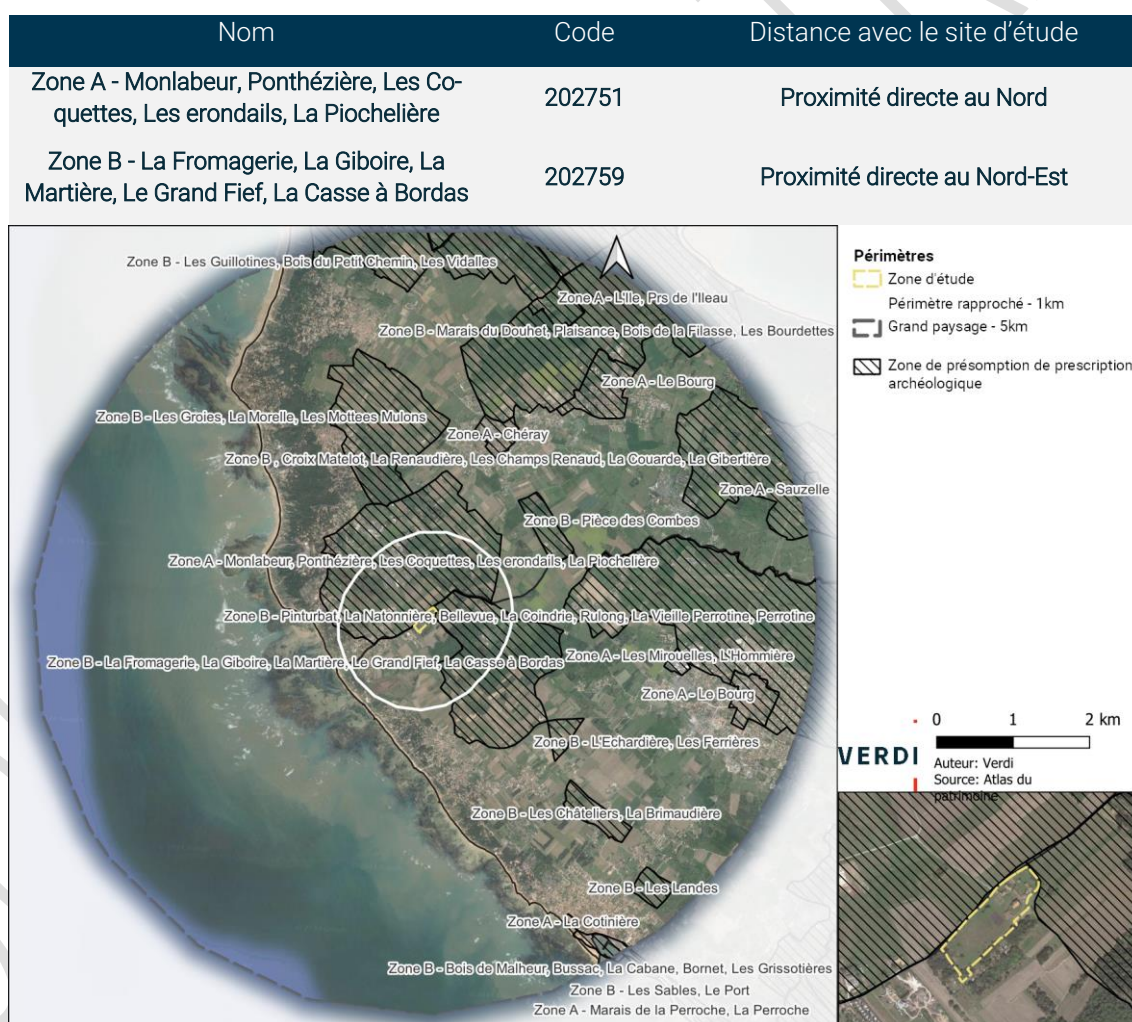 Nom Code Distance avec le site d'étude
Zone A - Monlabeur, Ponthézière, Les Co-
quettes, Les erondails, La Piochelière
202751 Proximité directe au Nord
Zone B - La Fromagerie, La Giboire, La
Martière, Le Grand Fief, La Casse à Bordas
202759 Proximité directe au Nord-Est
Zone B - Les Guillotines, Bois du Petit Chemin, Les Vidalles
Zone A - L'Ile, Prs de l'Ileau
Zone B - Marais du Douhet, Plaisance, Bois de la Filasse, Les Bourdettes
Zone A - Le Bourg
Zone B - Les Groies, La Morelle, Les Mottees Mulons
Zone A - Chéray
Zone B , Croix Matelot, La Renaudière, Les Champs Renaud, La Couarde, La Gibertière
Zone A - Sauzelle
Zone B - Pièce des Combes
Zone A - Monlabeur, Ponthézière, Les Coquettes, Les erondails, La Piochelière
Zone B - Pinturbat, La Natonnière, Bellevue, La Coindrie, Rulong, La Vieille Perrotine, Perrotine
Zone B - La Fromagerie, La Giboire, La Martière, Le Grand Fief, La Casse à Bordas
Zone A - Les Mirouelles, L'Hommière
Zone A - Le Bourg
Zone B - L'Echardière, Les Ferrières
Zone B - Les Châteliers, La Brimaudière
Zone B - Les Landes
Zone A - La Cotinière
Zone B - Bois de Malheur, Bussac, La Cabane, Bornet, Les Grissotières
Zone B - Les Sables, Le Port
Zone A - Marais de la Perroche, La Perroche
Périmètres
Zone d'étude
Périmètre rapproché - 1km
Grand paysage - 5km
Zone de présomption de prescription
archéologique
0 1 2 km
VERDI
Auteur: Verdi
Source: Atlas du
patrimoine